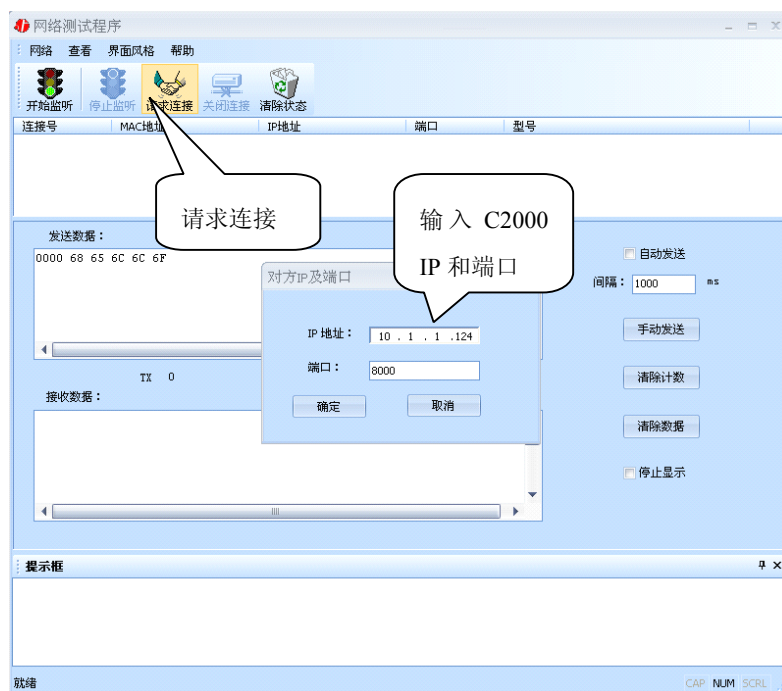 网络测试程序
网络 查看 界面风格 帮助
开始监听 停止监听 请求连接 关闭连接 清除状态
连接号 MAC地址 IP地址 端口 型号
请求连接
输入 C2000
IP 和端口
发送数据：
0000 68 65 6C 6C 6F
自动发送
间隔： 1000 ms
对方IP及端口
IP 地址： 10 . 1 . 1 .124
端口： 8000
确定 取消
手动发送
TX 0
清除计数
接收数据：
清除数据
停止显示
提示框
就绪
CAP NUM SCRL